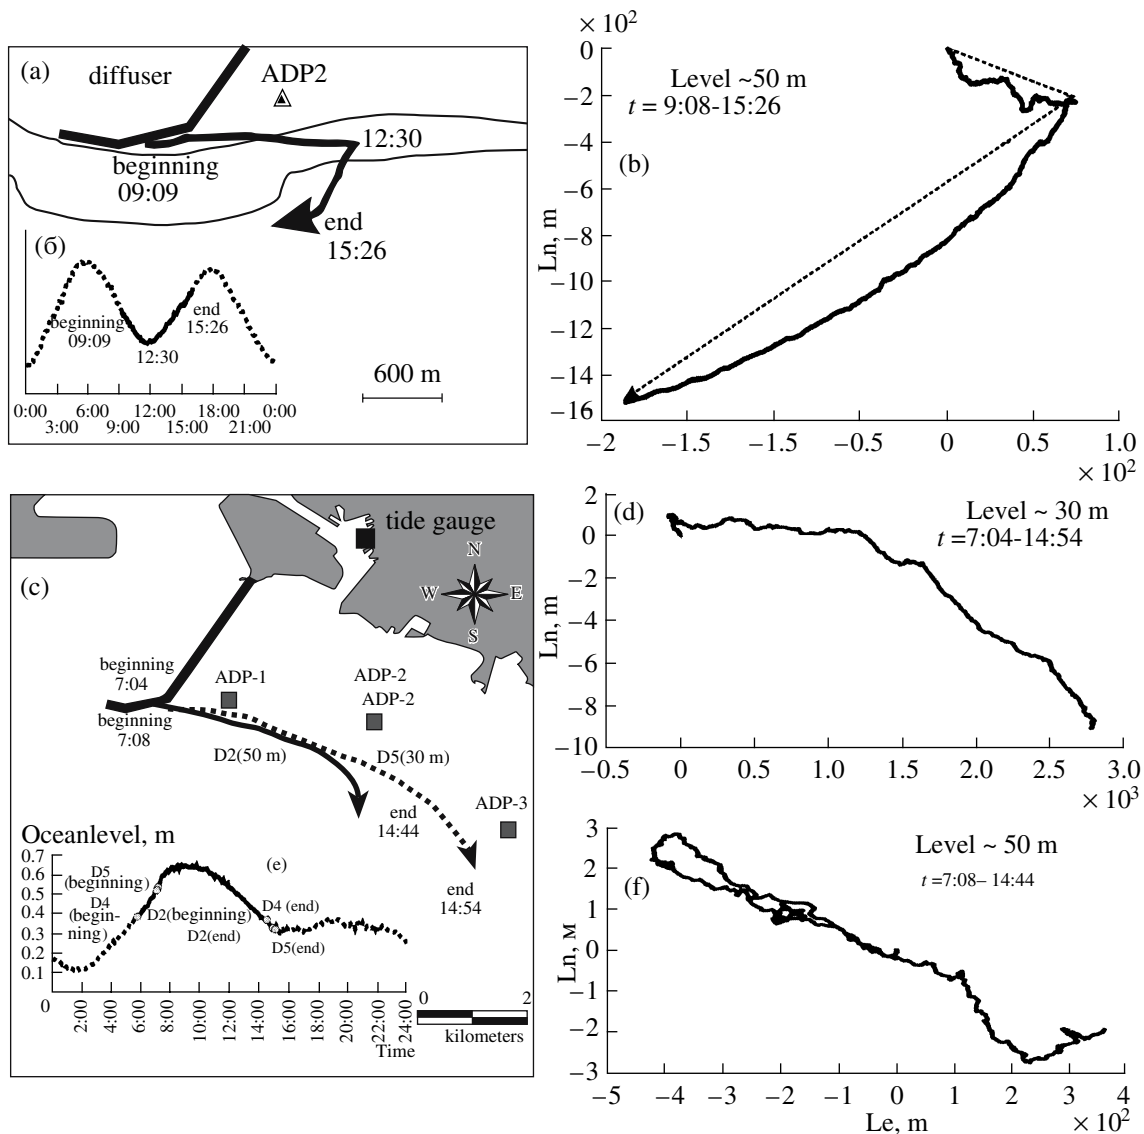 (a)
diffuser
ADP2
12:30
beginning
09:09
end
15:26
(б)
beginning
09:09
12:30
end
15:26
0:00 6:00 12:00 18:00 0:00
3:00 9:00 15:00 21:00
600 m
× 10²
Level ~50 m
t = 9:08-15:26
(b)
Ln, m
0
−2
−4
−6
−8
−10
−12
−14
−16
−2 −1.5 −0.5 0 0.5 1.0
× 10²
(c)
tide gauge
N
W E
S
beginning
7:04
beginning
7:08
ADP-1
ADP-2
ADP-2
D2(50 m)
D5(30 m)
ADP-3
end
14:44
end
14:54
Oceanlevel, m
(e)
0.7
0.6
0.5
0.4
0.3
0.2
0.1
0
D5
(beginning)
D4
(begin-
ning)
D2(beginning)
D2(end)
D4 (end)
D5(end)
2:00 4:00 6:00 8:00 10:00 12:00 14:00 16:00 18:00 20:00 22:00 24:00
Time
0 2
kilometers
(d)
Level ~ 30 m
t =7:04-14:54
Ln, m
2
0
−2
−4
−6
−8
−10
−0.5 0 0.5 1.0 1.5 2.0 2.5 3.0
× 10³
(f)
Level ~ 50 m
t =7:08– 14:44
Ln, м
3
2
1
0
−1
−2
−3
−5 −4 −3 −2 −1 0 1 2 3 4
Le, m
× 10²